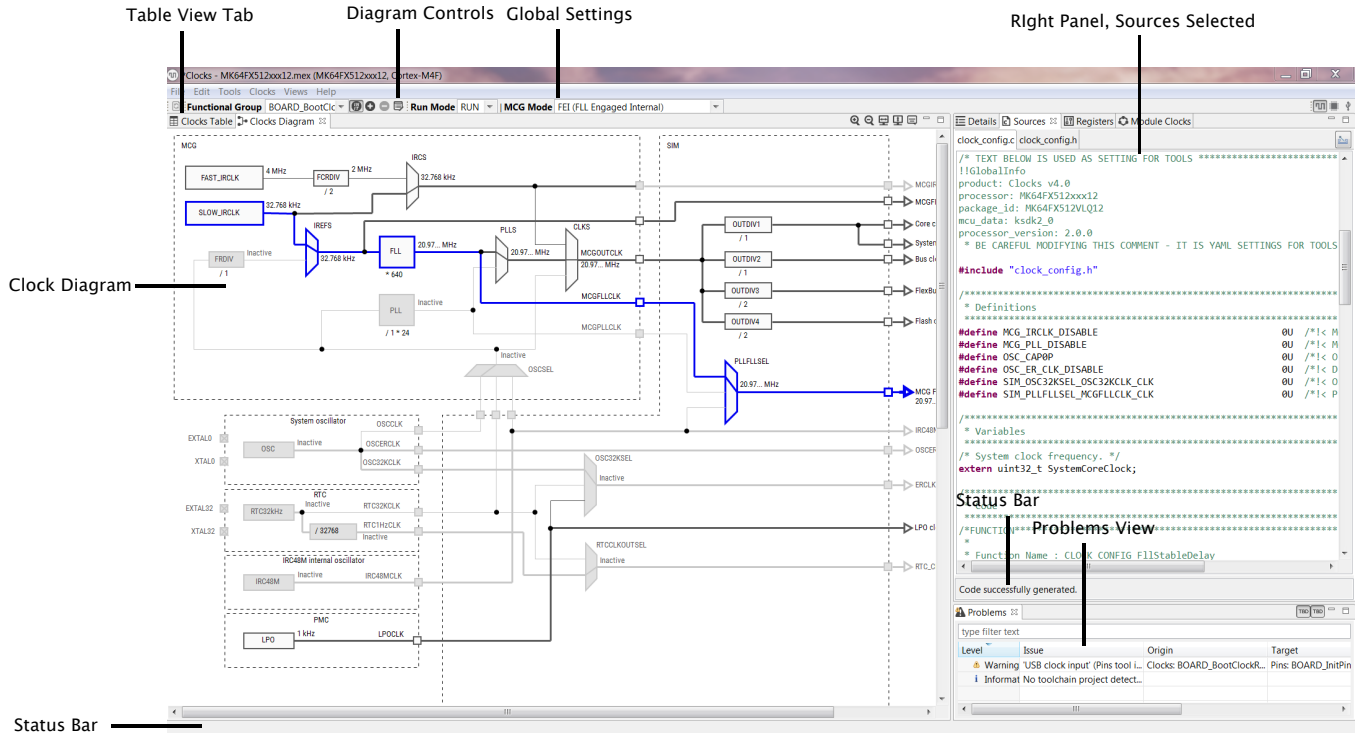 Table View Tab
Diagram Controls
Global Settings
RIght Panel, Sources Selected
Clocks - MK64FX512xxx12.mex (MK64FX512xxx12, Cortex-M4F)
File Edit Tools Clocks Views Help
Functional Group BOARD_BootClc Run Mode RUN MCG Mode FEI (FLL Engaged Internal)
Clocks Table Clocks Diagram
Details Sources Registers Module Clocks
MCG
SIM
FAST_IRCLK
4 MHz
FCRDIV
/ 2
2 MHz
IRCS
32.768 kHz
SLOW_IRCLK
32.768 kHz
IREFS
32.768 kHz
FLL
* 640
20.97... MHz
PLLS
20.97... MHz
CLKS
MCGOUTCLK
20.97... MHz
FRDIV
/ 1
Inactive
PLL
/ 1 * 24
Inactive
MCGFLLCLK
MCGPLLCLK
Inactive
OSCSEL
OUTDIV1
/ 1
OUTDIV2
/ 1
OUTDIV3
/ 2
OUTDIV4
/ 2
PLLFLLSEL
20.97... MHz
MCGIR
MCGFI
Core c
System
Bus clo
FlexBu
Flash c
MCG F
20.97.
IRC48M
OSCER
ERCLK
LPO cl
RTC_C
Clock Diagram
System oscillator
EXTAL0
XTAL0
OSC
Inactive
OSCCLK
OSCERCLK
OSC32KCLK
OSC32KSEL
Inactive
RTC
EXTAL32
XTAL32
RTC32kHz
Inactive
RTC32KCLK
/ 32768
RTC1HzCLK
Inactive
RTCCLKOUTSEL
Inactive
IRC48M internal oscillator
IRC48M
Inactive
IRC48MCLK
PMC
LPO
1 kHz
LPOCLK
clock_config.c clock_config.h
/* TEXT BELOW IS USED AS SETTING FOR TOOLS *************************
!!GlobalInfo
product: Clocks v4.0
processor: MK64FX512xxx12
package_id: MK64FX512VLQ12
mcu_data: ksdk2_0
processor_version: 2.0.0
* BE CAREFUL MODIFYING THIS COMMENT - IT IS YAML SETTINGS FOR TOOLS
#include "clock_config.h"
/*******************************************************************
* Definitions
*******************************************************************
#define MCG_IRCLK_DISABLE 0U /*!< M
#define MCG_PLL_DISABLE 0U /*!< M
#define OSC_CAP0P 0U /*!< O
#define OSC_ER_CLK_DISABLE 0U /*!< D
#define SIM_OSC32KSEL_OSC32KCLK_CLK 0U /*!< O
#define SIM_PLLFLLSEL_MCGFLLCLK_CLK 0U /*!< P
/*******************************************************************
* Variables
*******************************************************************
/* System clock frequency. */
extern uint32_t SystemCoreClock;
/*******************************************************************
Status Bar
* Code
*******************************************************************
Problems View
/*FUNCTION**********************************************************
*
* Function Name : CLOCK_CONFIG_FllStableDelay
Code successfully generated.
Problems
TBD TBD
type filter text
Level Issue Origin Target
Warning 'USB clock input' (Pins tool i... Clocks: BOARD_BootClockR... Pins: BOARD_InitPin
Informat No toolchain project detect...
Status Bar